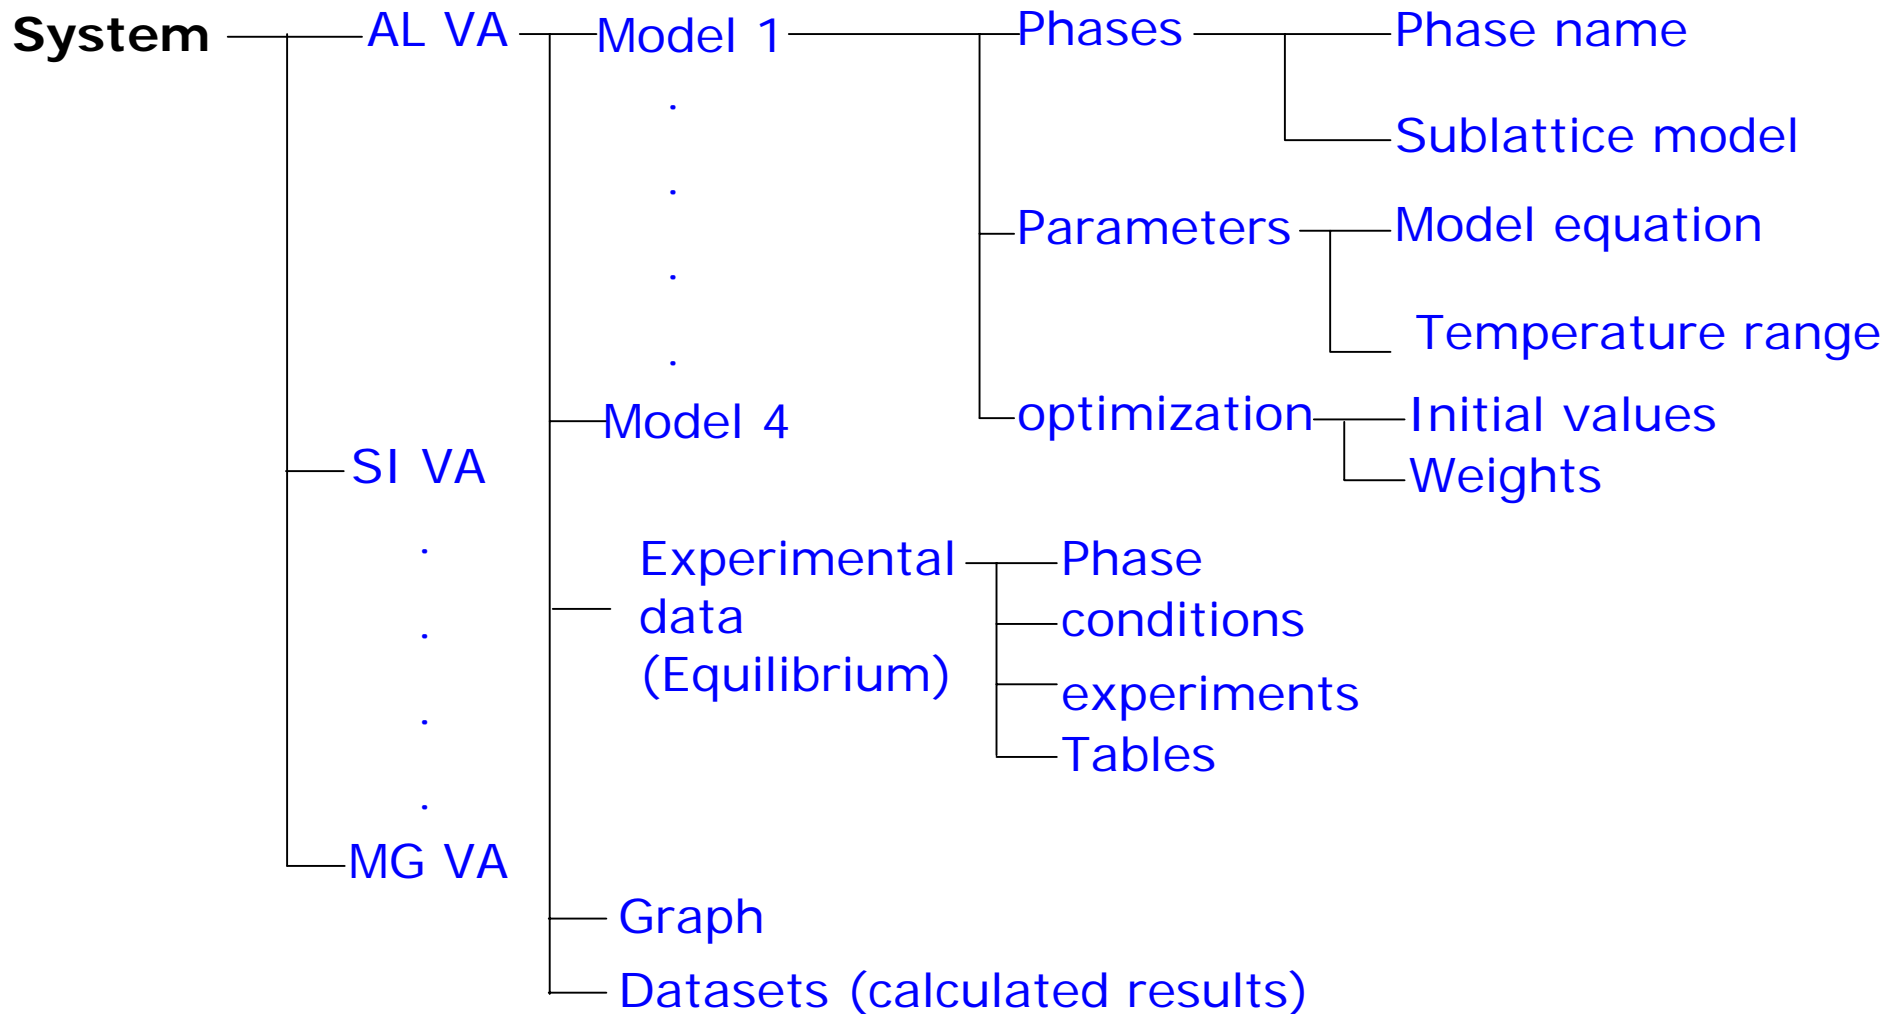 System
AL VA
Model 1
Phases
Phase name
.
Sublattice model
.
Parameters
Model equation
.
Temperature range
.
Model 4
optimization
Initial values
SI VA
Weights
.
Experimental
data
(Equilibrium)
Phase
conditions
experiments
Tables
.
.
.
MG VA
Graph
Datasets (calculated results)